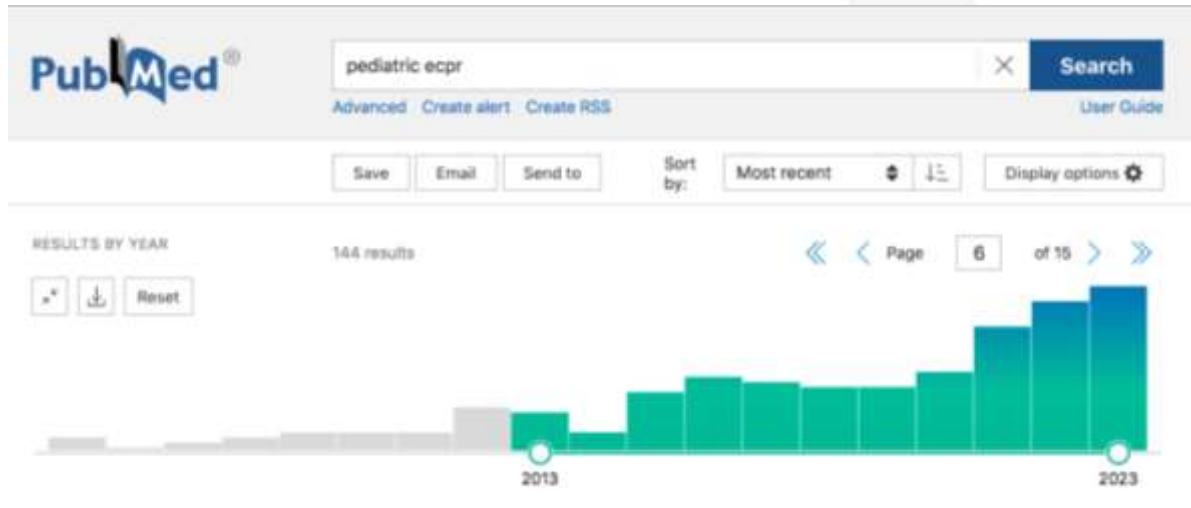 PubMed®
pediatric ecpr
Search
Advanced Create alert Create RSS
User Guide
Save Email Send to
Sort by:
Most recent
Display options
RESULTS BY YEAR
144 results
Page 6 of 15
Reset
2013
2023